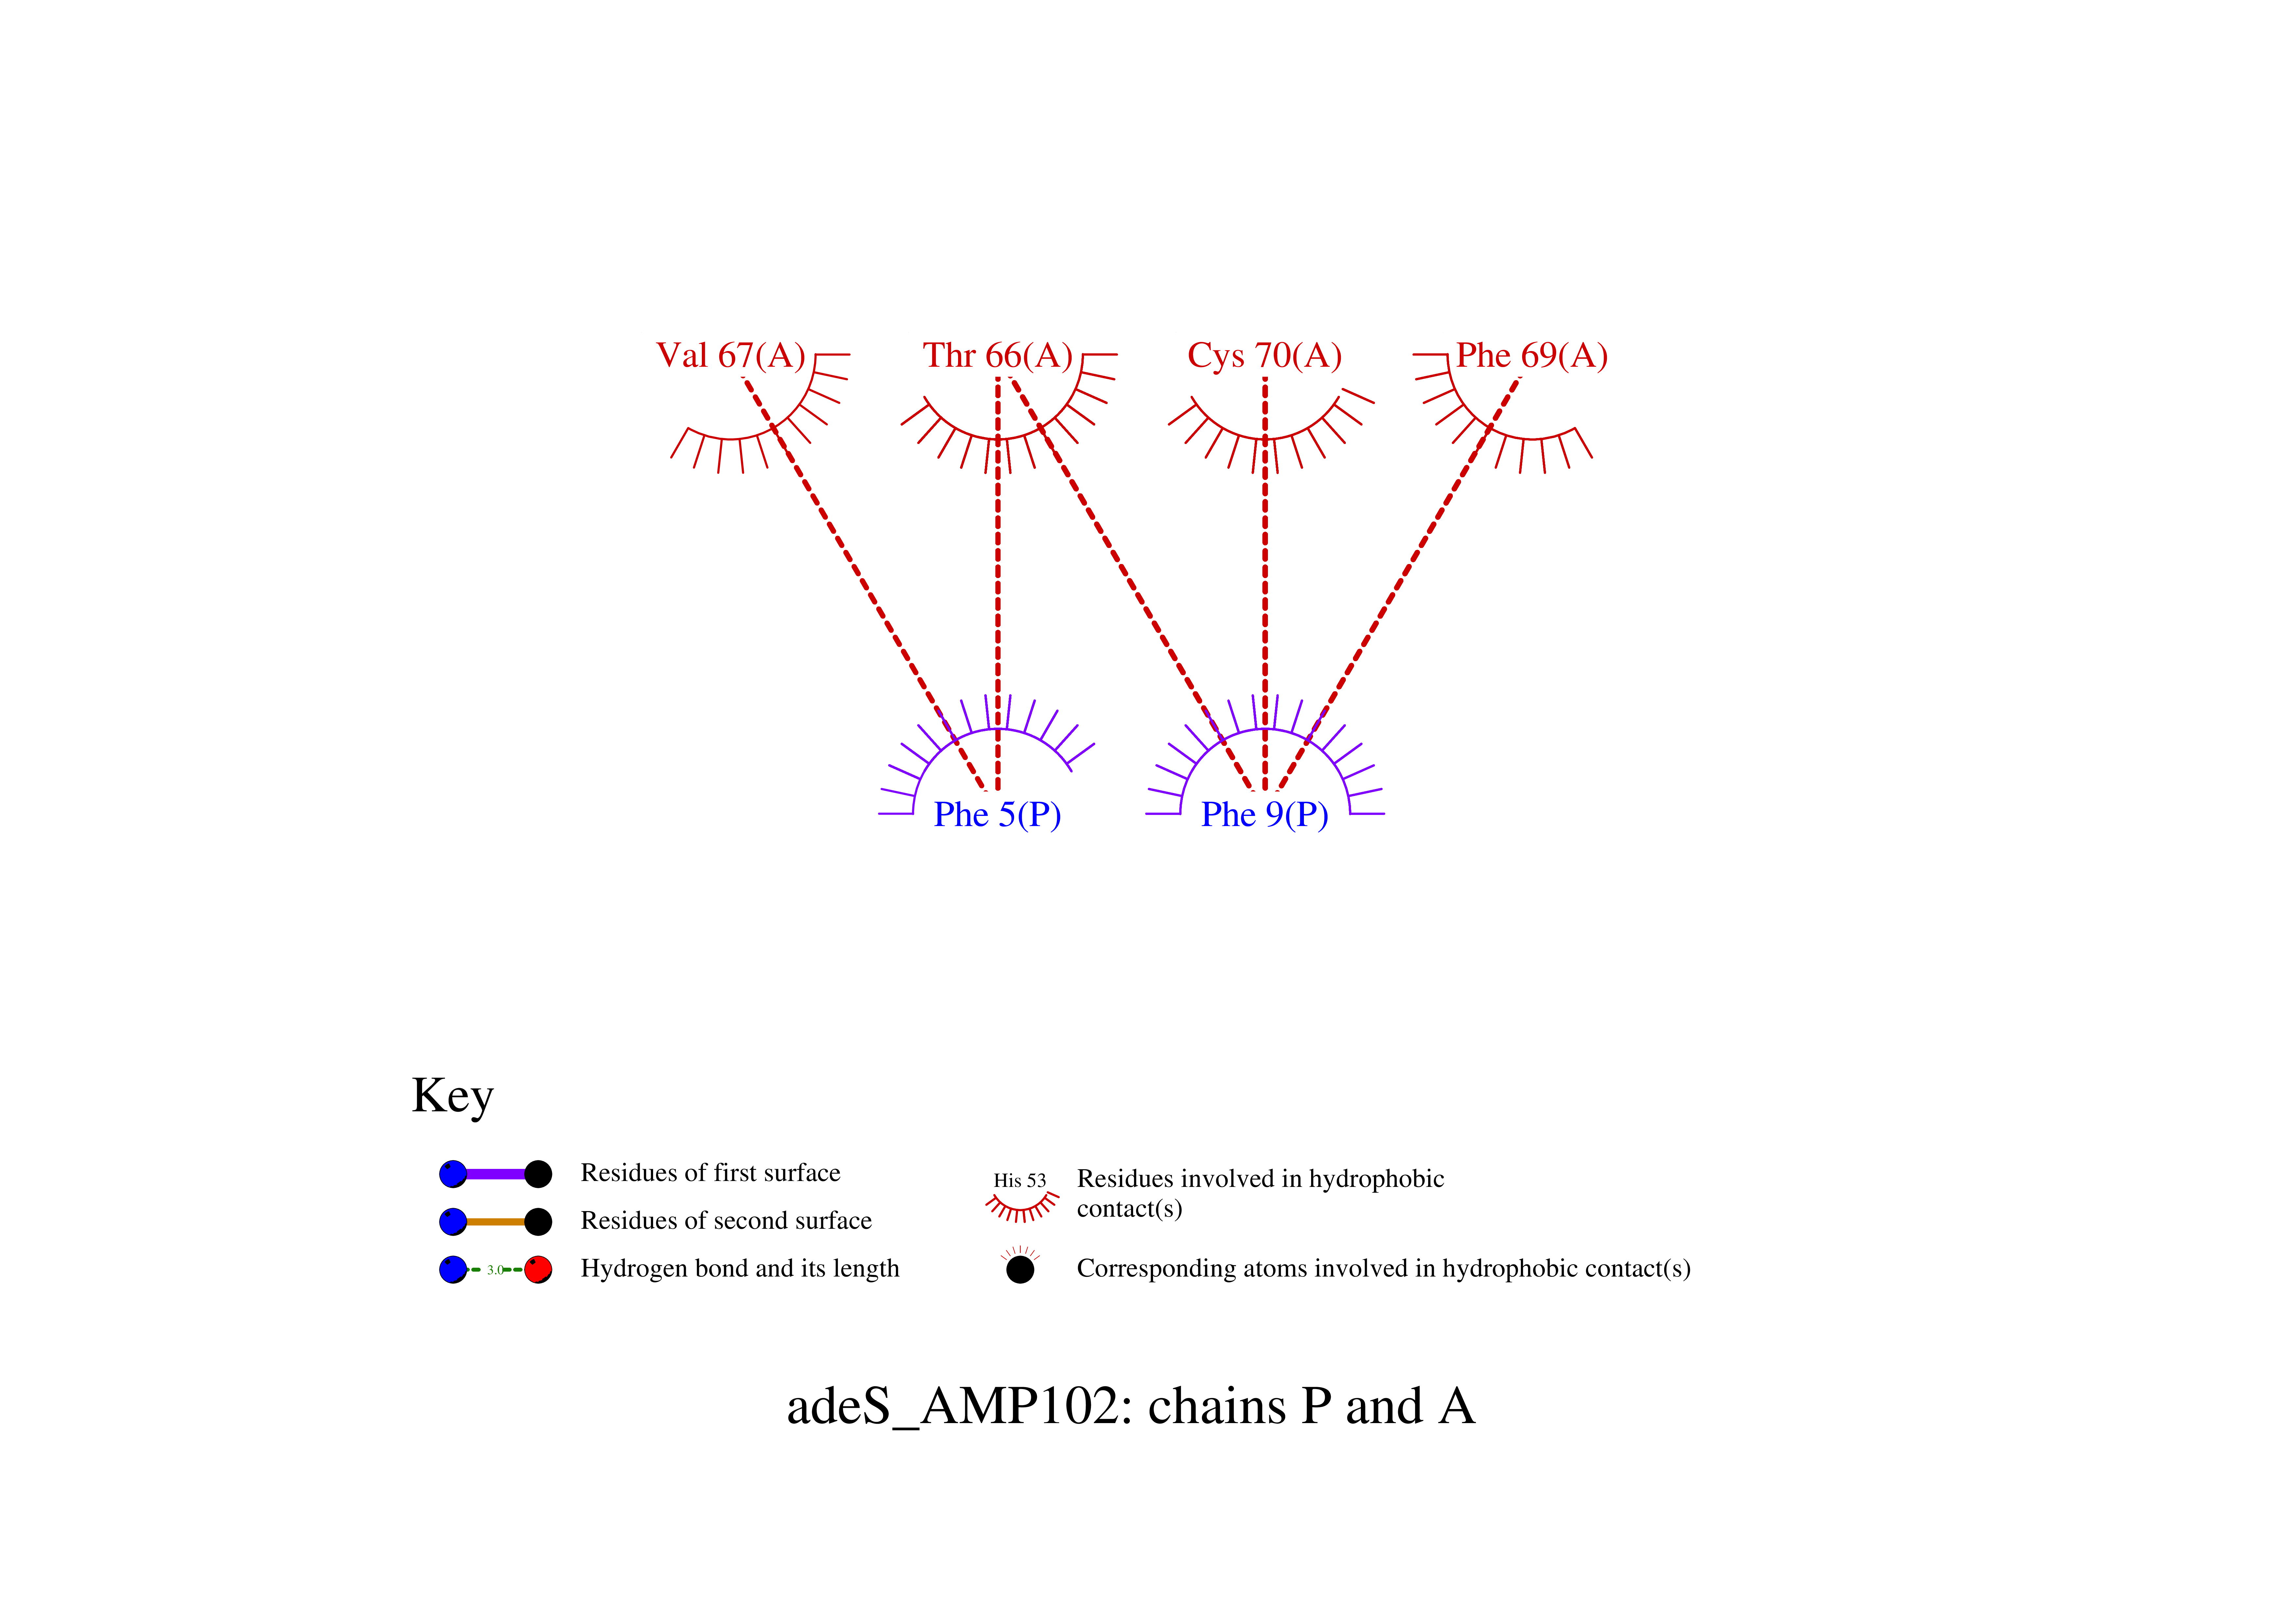 Val 67(A) Thr 66(A) Cys 70(A) Phe 69(A)
Phe 5(P) Phe 9(P)
Key
Residues of first surface
Residues of second surface
3.0 Hydrogen bond and its length
His 53 Residues involved in hydrophobic
contact(s)
Corresponding atoms involved in hydrophobic contact(s)
adeS_AMP102: chains P and A